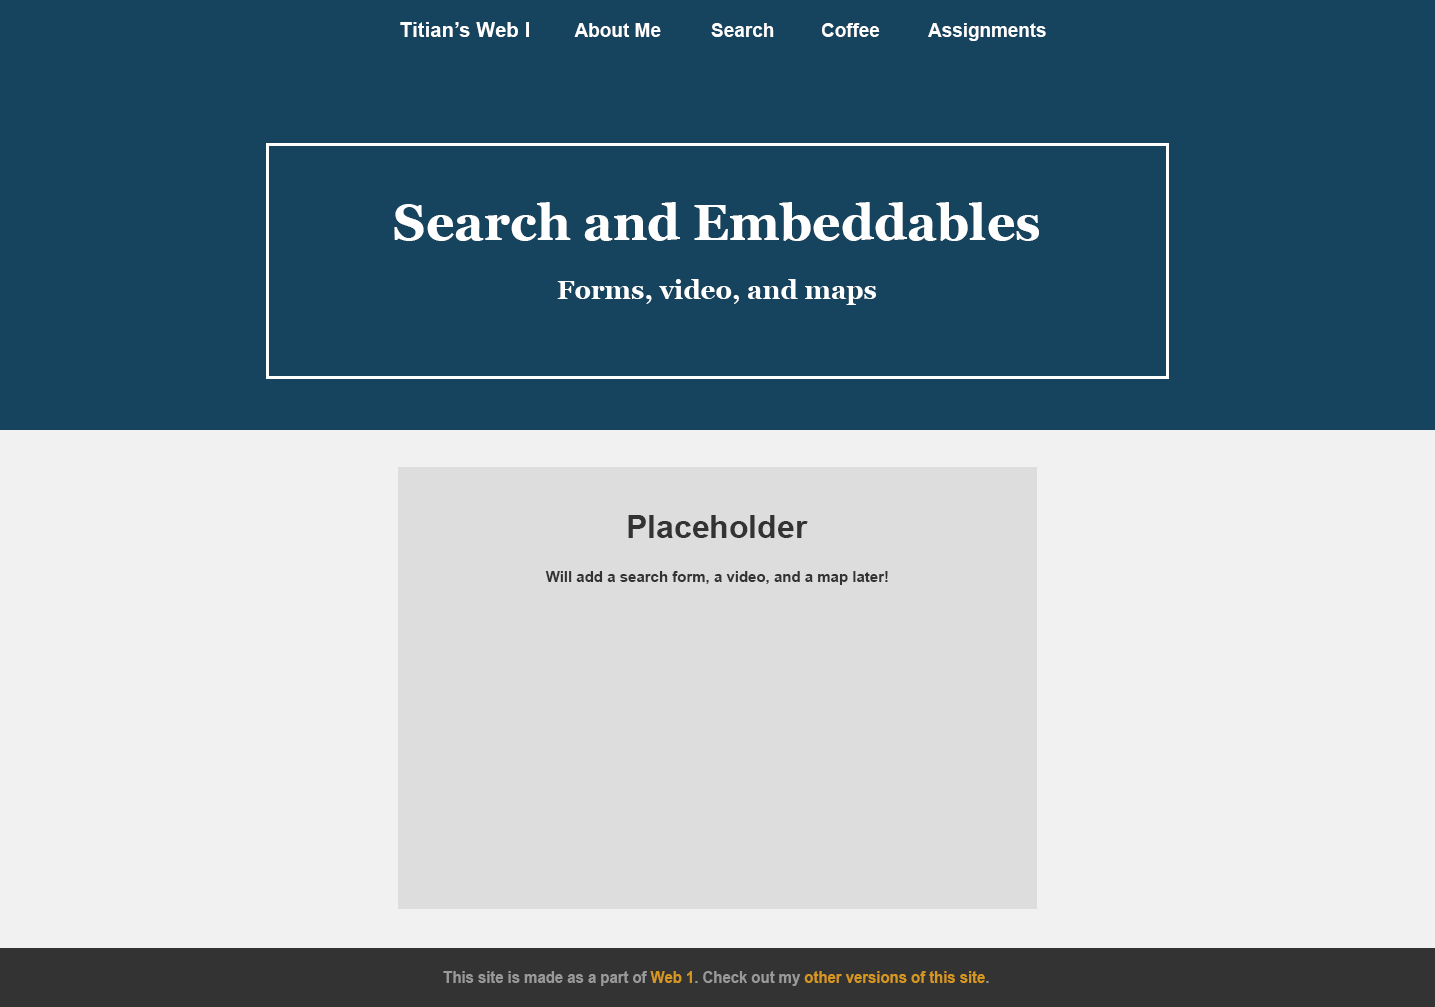 Titian’s Web I About Me Search Coffee Assignments
Search and Embeddables
Forms, video, and maps
Placeholder
Will add a search form, a video, and a map later!
This site is made as a part of Web 1. Check out my other versions of this site.